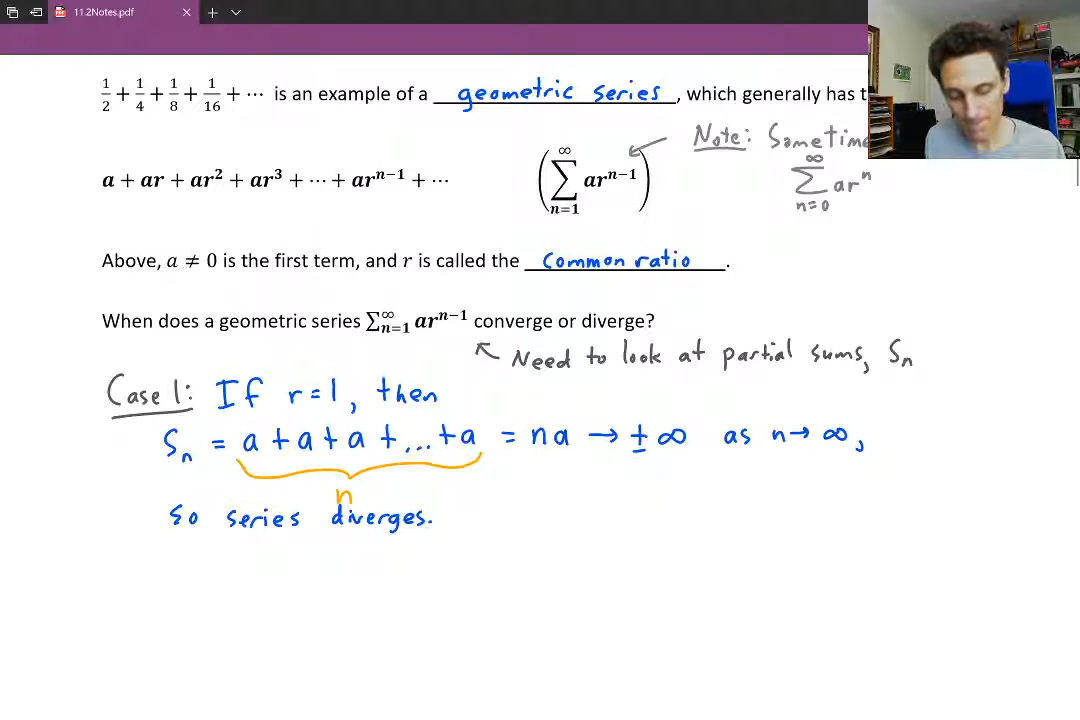 11.2Notes.pdf
1/2 + 1/4 + 1/8 + 1/16 + ⋯ is an example of a geometric series, which generally has t
Note: Sometime
a + ar + ar² + ar³ + ⋯ + arⁿ⁻¹ + ⋯ (∑_{n=1}^{∞} arⁿ⁻¹) ∑_{n=0}^{∞} arⁿ
Above, a ≠ 0 is the first term, and r is called the common ratio.
When does a geometric series ∑_{n=1}^{∞} arⁿ⁻¹ converge or diverge?
↖ Need to look at partial sums, Sₙ
Case 1: If r=1, then
Sₙ = a + a + a + ... + a = na → ± ∞ as n → ∞,
n
so series diverges.